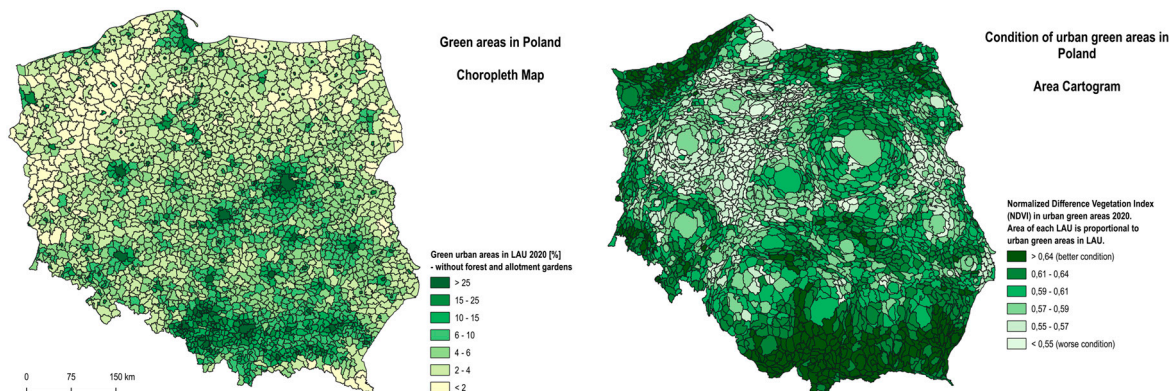 Green areas in Poland
Choropleth Map
Green urban areas in LAU 2020 [%]
- without forest and allotment gardens
> 25
15 - 25
10 - 15
6 - 10
4 - 6
2 - 4
< 2
0 75 150 km
Condition of urban green areas in
Poland
Area Cartogram
Normalized Difference Vegetation Index
(NDVI) in urban green areas 2020.
Area of each LAU is proportional to
urban green areas in LAU.
> 0,64 (better condition)
0,61 - 0,64
0,59 - 0,61
0,57 - 0,59
0,55 - 0,57
< 0,55 (worse condition)